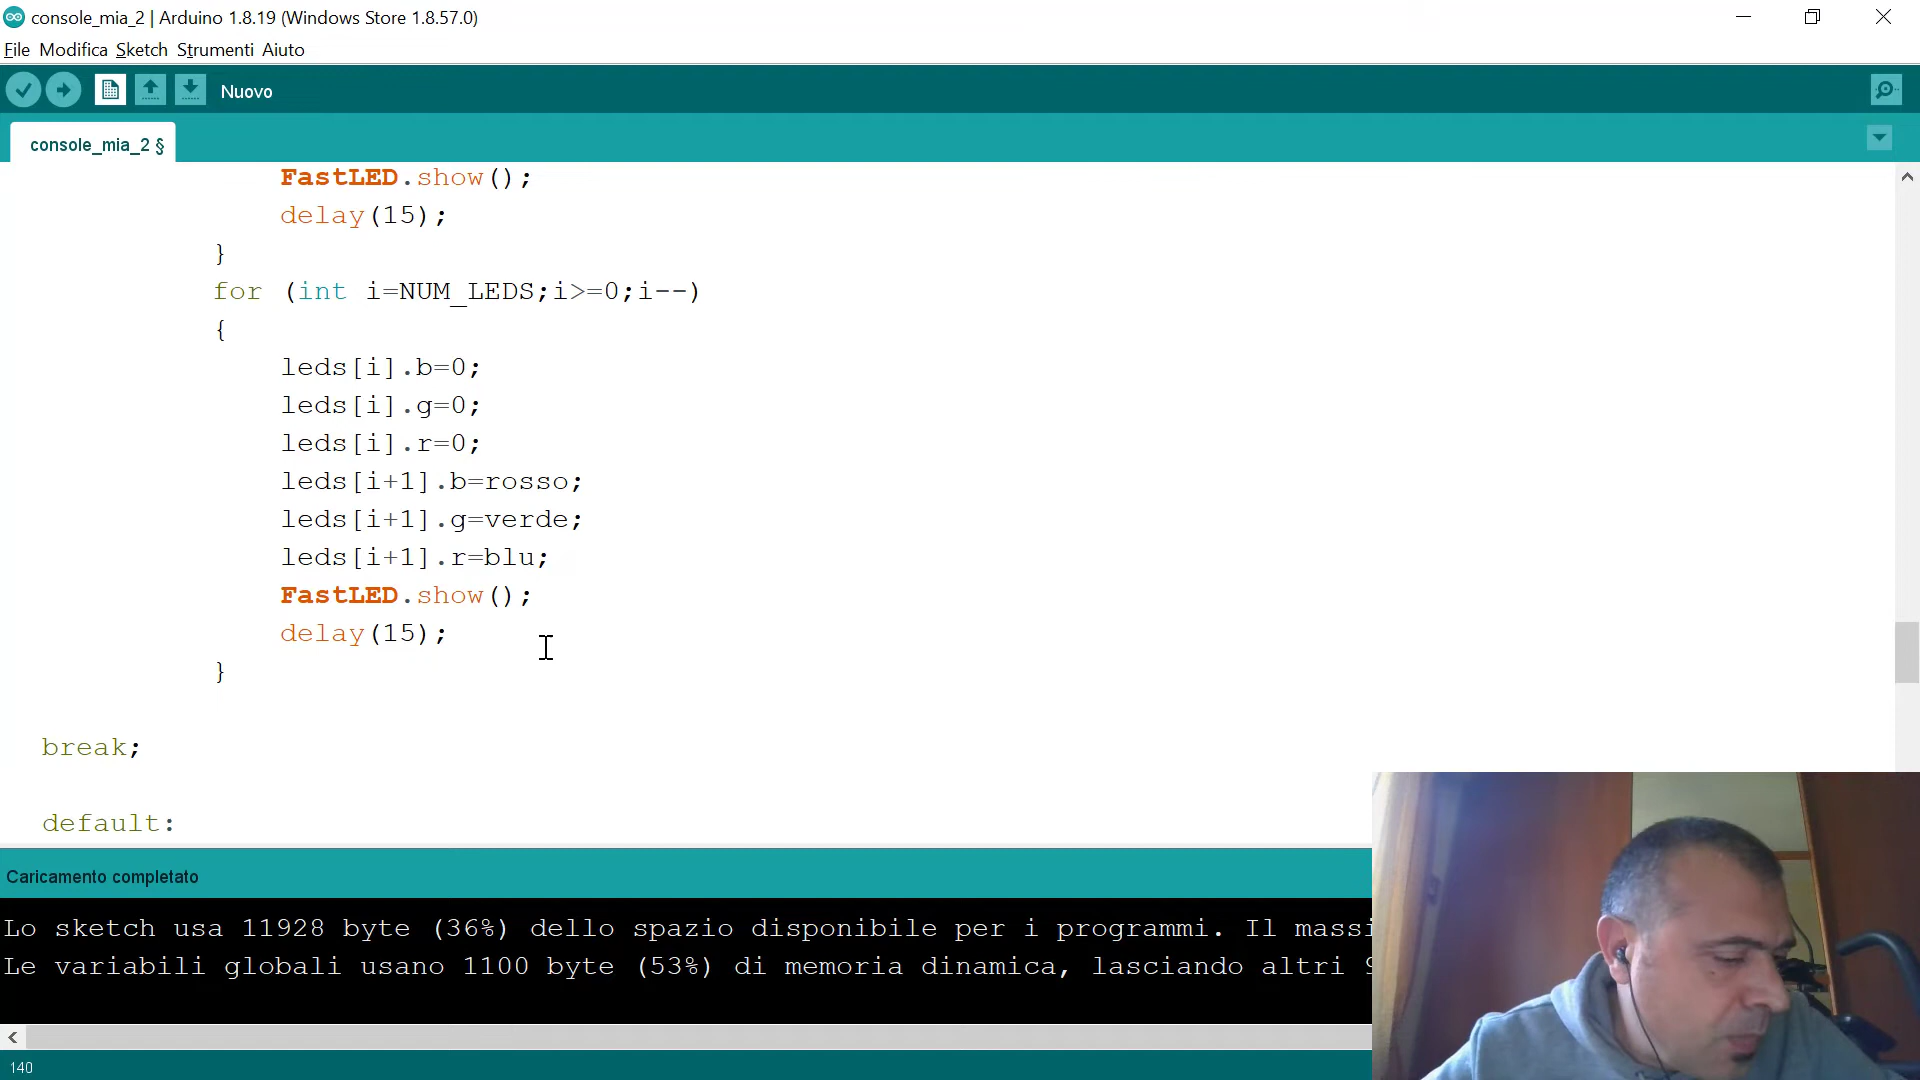 console_mia_2 | Arduino 1.8.19 (Windows Store 1.8.57.0)
File Modifica Sketch Strumenti Aiuto
Nuovo
console_mia_2 §
FastLED.show();
delay(15);
}
for (int i=NUM_LEDS;i>=0;i--)
{
leds[i].b=0;
leds[i].g=0;
leds[i].r=0;
leds[i+1].b=rosso;
leds[i+1].g=verde;
leds[i+1].r=blu;
FastLED.show();
delay(15);
}
break;
default:
Caricamento completato
Lo sketch usa 11928 byte (36%) dello spazio disponibile per i programmi. Il massi
Le variabili globali usano 1100 byte (53%) di memoria dinamica, lasciando altri 9
140